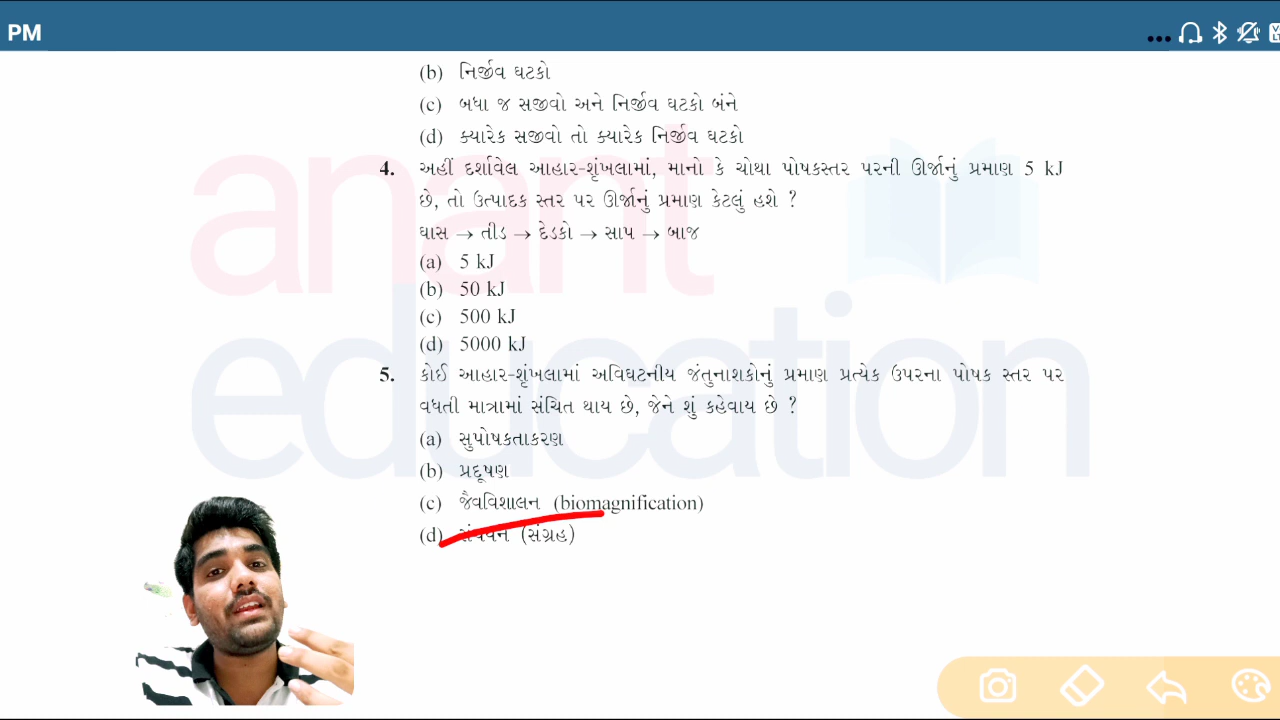 PM
(b) નિર્જીવ ઘટકો
(c) બધા જ સજીવો અને નિર્જીવ ઘટકો બંને
(d) ક્યારેક સજીવો તો ક્યારેક નિર્જીવ ઘટકો
4. અહીં દર્શાવેલ આહાર-શૃંખલામાં, માનો કે ચોથા પોષકસ્તર પરની ઊર્જાનું પ્રમાણ 5 kJ
છે, તો ઉત્પાદક સ્તર પર ઊર્જાનું પ્રમાણ કેટલું હશે ?
ઘાસ → તીડ → દેડકો → સાપ → બાજ
(a) 5 kJ
(b) 50 kJ
(c) 500 kJ
(d) 5000 kJ
5. કોઈ આહાર-શૃંખલામાં અવિઘટનીય જંતુનાશકોનું પ્રમાણ પ્રત્યેક ઉપરના પોષક સ્તર પર
વધતી માત્રામાં સંચિત થાય છે, જેને શું કહેવાય છે ?
(a) સુપોષકતાકરણ
(b) પ્રદૂષણ
(c) જૈવવિશાલન (biomagnification)
(d) (સંગ્રહ)
anant
education